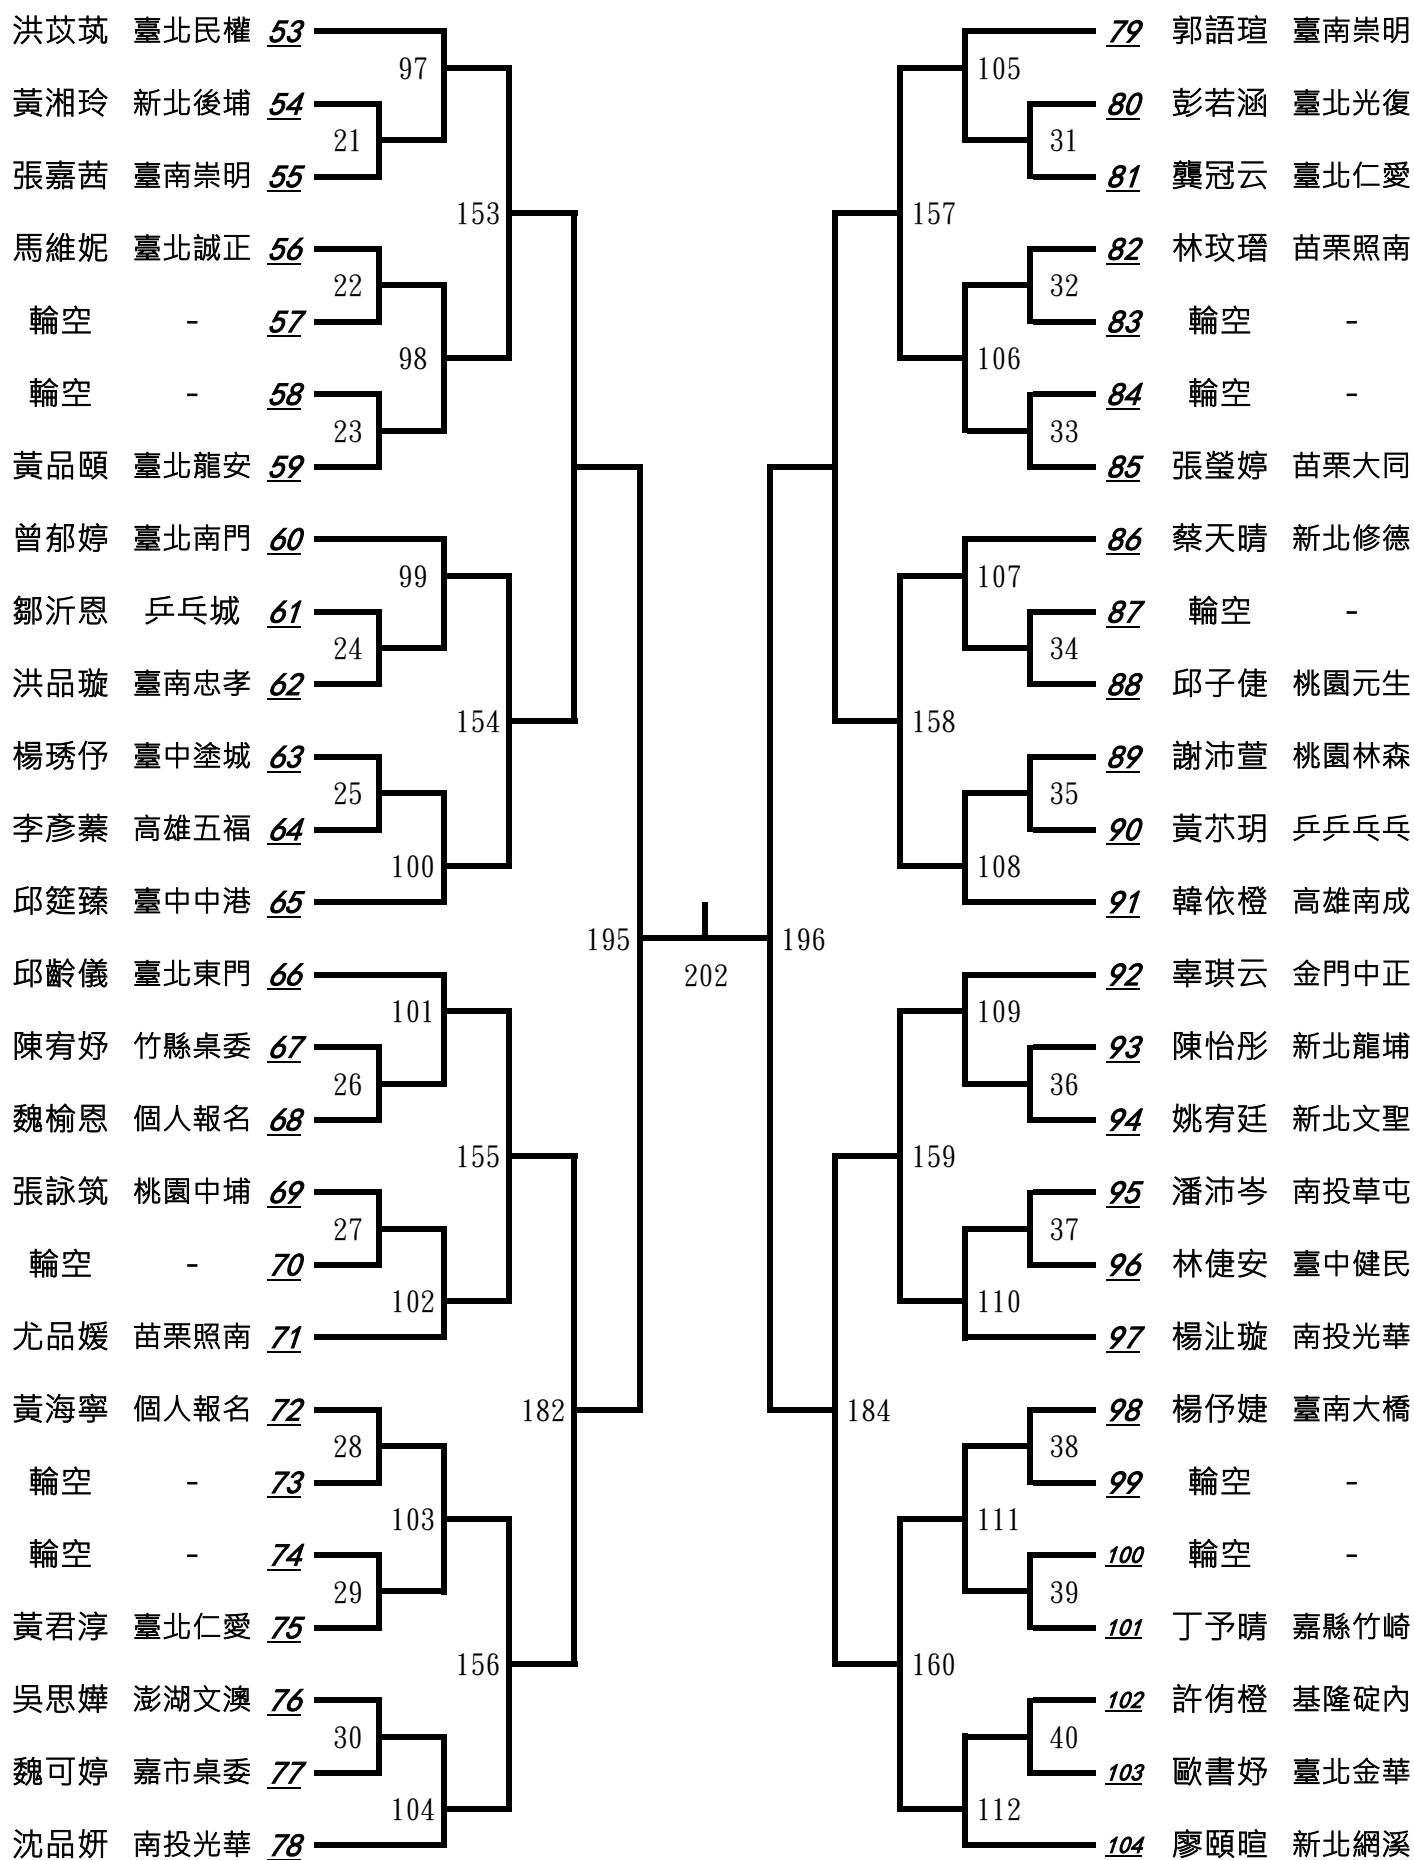 洪苡茿 臺北民權 53
97
黃湘玲 新北後埔 54
21
張嘉茜 臺南崇明 55
153
馬維妮 臺北誠正 56
22
輪空 - 57
98
輪空 - 58
23
黃品頤 臺北龍安 59
曾郁婷 臺北南門 60
99
鄒沂恩 乒乓城 61
24
洪品璇 臺南忠孝 62
154
楊琇伃 臺中塗城 63
25
李彥蓁 高雄五福 64
100
邱筵臻 臺中中港 65
195
邱齡儀 臺北東門 66
101
陳宥妤 竹縣桌委 67
26
魏榆恩 個人報名 68
155
張詠筑 桃園中埔 69
27
輪空 - 70
102
尤品媛 苗栗照南 71
黃海寧 個人報名 72
182
28
輪空 - 73
103
輪空 - 74
29
黃君淳 臺北仁愛 75
156
吳思嬅 澎湖文澳 76
30
魏可婷 嘉市桌委 77
104
沈品妍 南投光華 78
202
79 郭語瑄 臺南崇明
105
80 彭若涵 臺北光復
31
81 龔冠云 臺北仁愛
157
82 林玟瑨 苗栗照南
32
83 輪空 -
106
84 輪空 -
33
85 張瑩婷 苗栗大同
86 蔡天晴 新北修德
107
87 輪空 -
34
88 邱子倢 桃園元生
158
89 謝沛萱 桃園林森
35
90 黃芣玥 乒乒乓乓
108
91 韓依橙 高雄南成
196
92 辜琪云 金門中正
109
93 陳怡彤 新北龍埔
36
94 姚宥廷 新北文聖
159
95 潘沛岑 南投草屯
37
96 林倢安 臺中健民
110
97 楊沚璇 南投光華
98 楊伃婕 臺南大橋
184
38
99 輪空 -
111
100 輪空 -
39
101 丁予晴 嘉縣竹崎
160
102 許侑橙 基隆碇內
40
103 歐書妤 臺北金華
112
104 廖頤暄 新北網溪